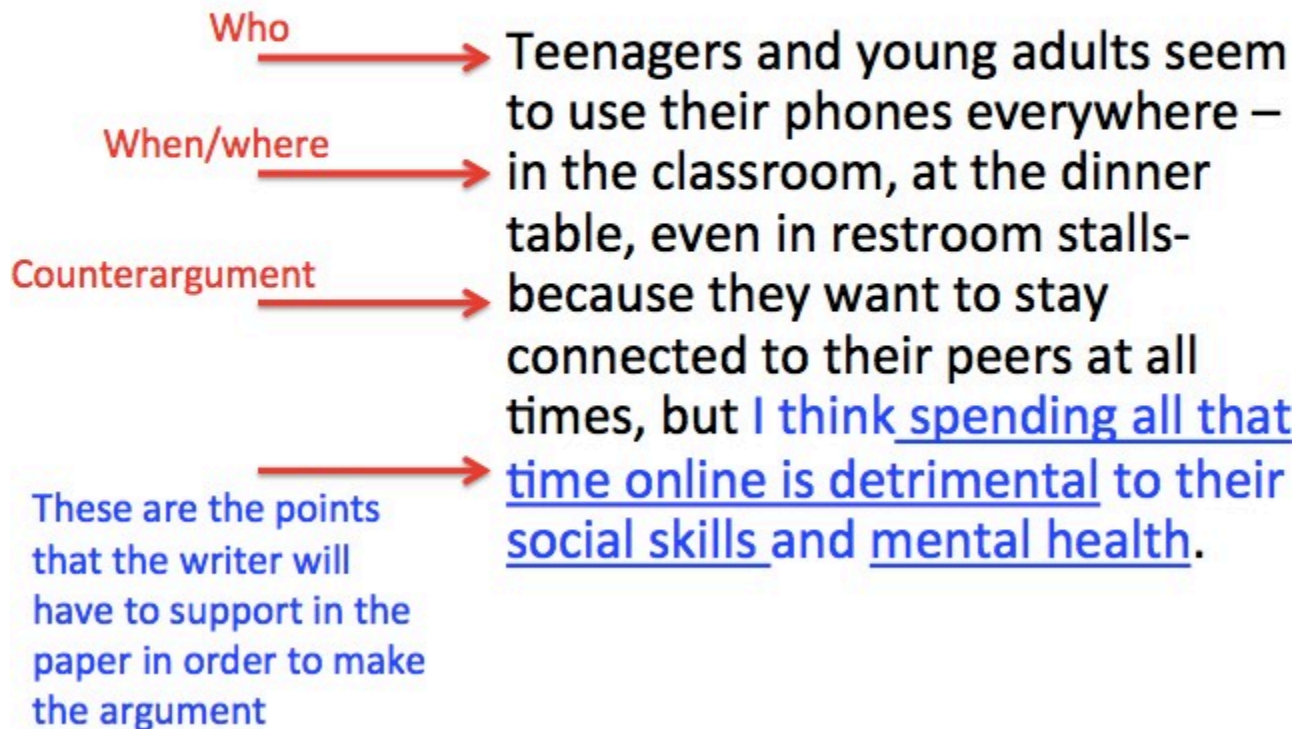 Who
Teenagers and young adults seem
to use their phones everywhere –
When/where
in the classroom, at the dinner
table, even in restroom stalls-
Counterargument
because they want to stay
connected to their peers at all
times, but I think spending all that
time online is detrimental to their
social skills and mental health.
These are the points
that the writer will
have to support in the
paper in order to make
the argument